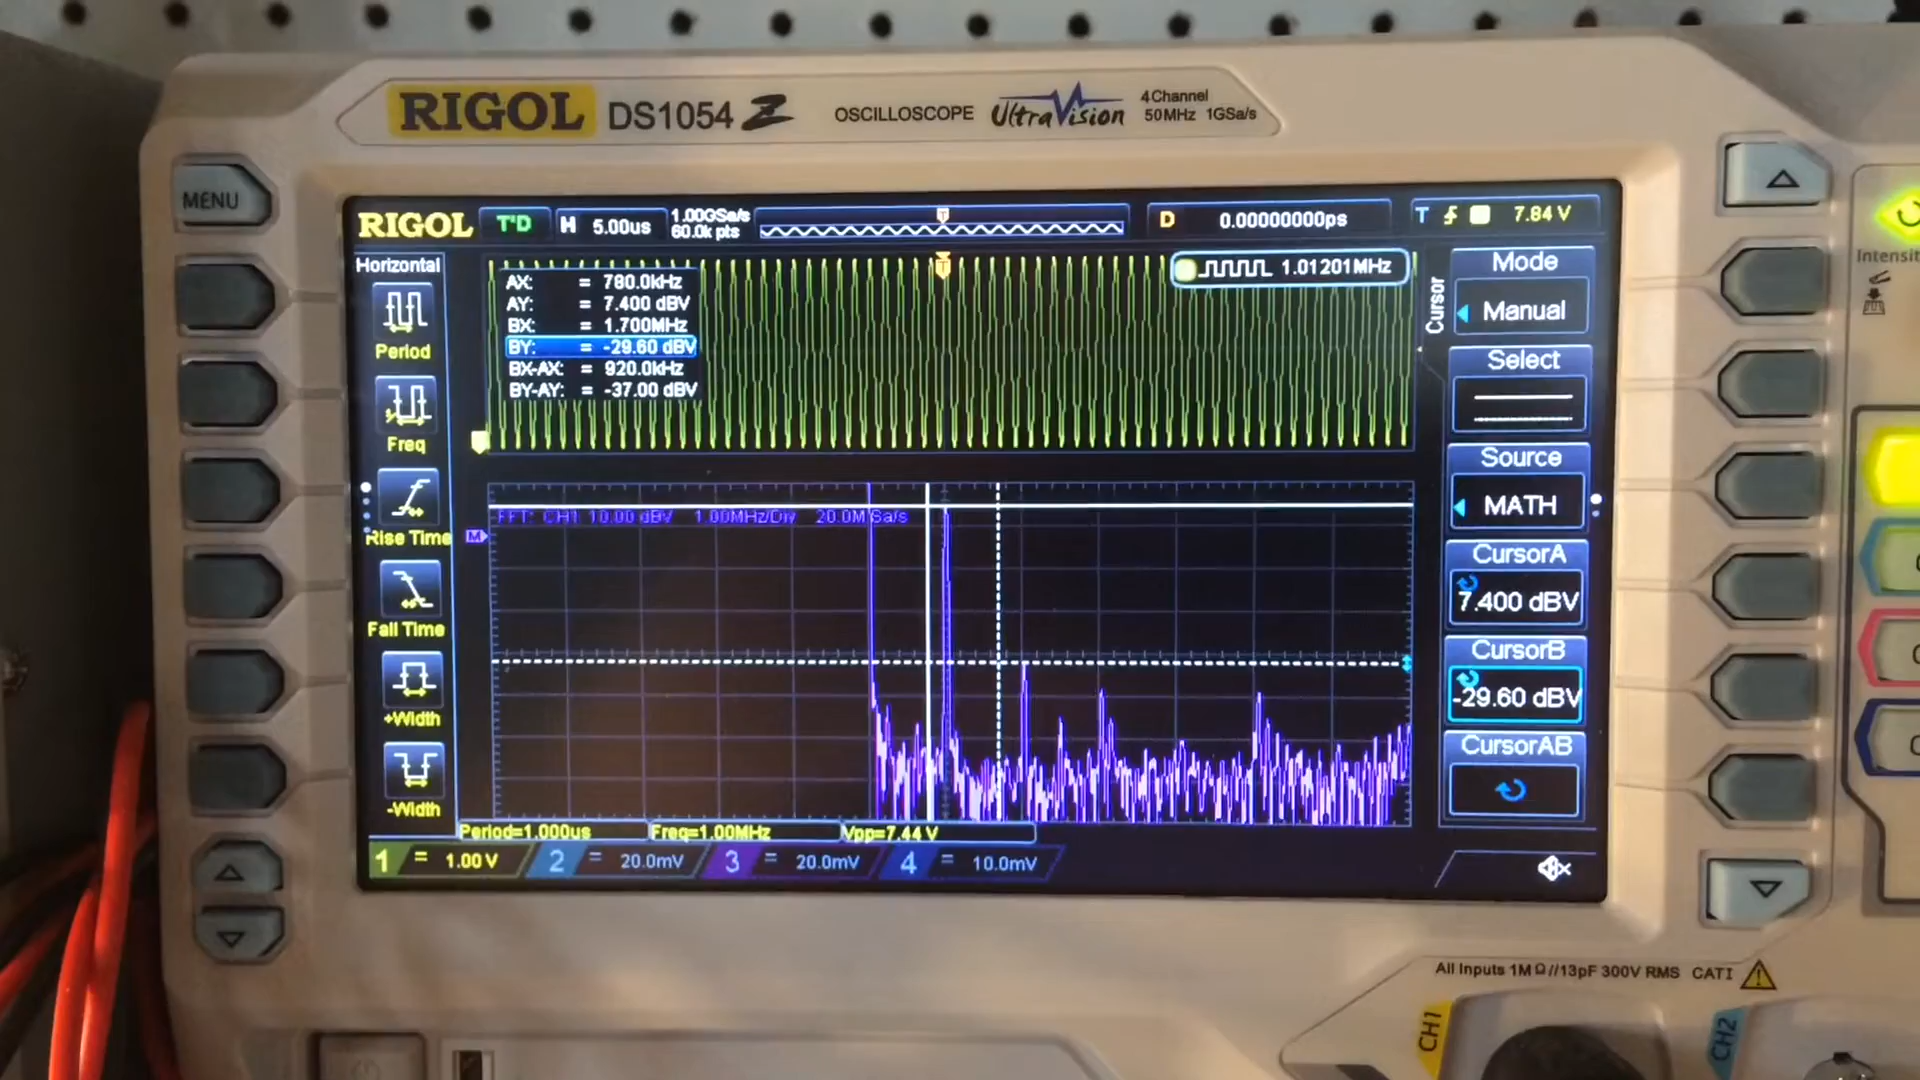 RIGOL DS1054 Z OSCILLOSCOPE UltraVision 4 Channel 50MHz 1GSa/s
MENU
RIGOL T'D H 5.00us 1.00GSa/s 60.0k pts D 0.00000000ps T 7.84 V
Horizontal
Period
Freq
Rise Time
Fall Time
+Width
-Width
AX: = 780.0kHz
AY: = 7.400 dBV
BX: = 1.700MHz
BY: = -29.60 dBV
BX-AX: = 920.0kHz
BY-AY: = -37.00 dBV
1.01201MHz
FFT: CH1 10.00 dBV 1.00MHz/Div 20.0MSa/s
M
Period=1.000us Freq=1.00MHz Vpp=7.44 V
1 = 1.00 V 2 = 20.0mV 3 = 20.0mV 4 = 10.0mV
Cursor
Mode
Manual
Select
Source
MATH
CursorA
7.400 dBV
CursorB
-29.60 dBV
CursorAB
All Inputs 1MΩ//13pF 300V RMS CATI
CH1
CH2